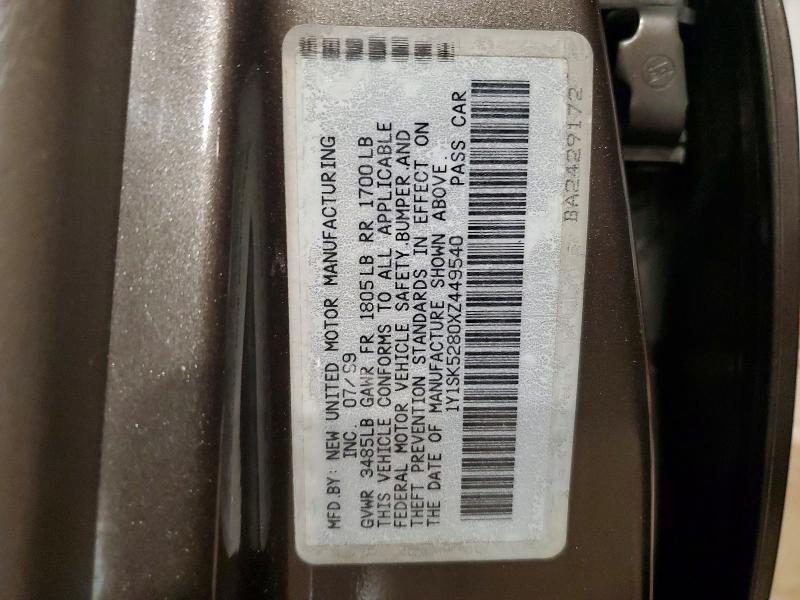 MFD.BY: NEW UNITED MOTOR MANUFACTURING
INC 07/99
GVWR 3485LB GAWR FR 1805LB RR 1700LB
THIS VEHICLE CONFORMS TO ALL APPLICABLE
FEDERAL MOTOR VEHICLE SAFETY.BUMPER.AND
THEFT PREVENTION STANDARDS IN EFFECT ON
THE DATE OF MANUFACTURE SHOWN ABOVE.
1Y1SK5280XZ449540 PASS CAR
BA2429172